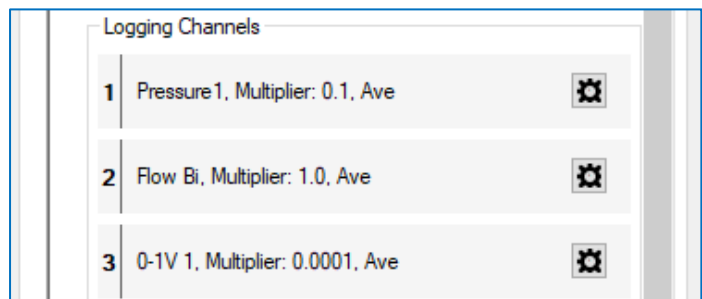 Logging Channels
1 Pressure1, Multiplier: 0.1, Ave
2 Flow Bi, Multiplier: 1.0, Ave
3 0-1V 1, Multiplier: 0.0001, Ave